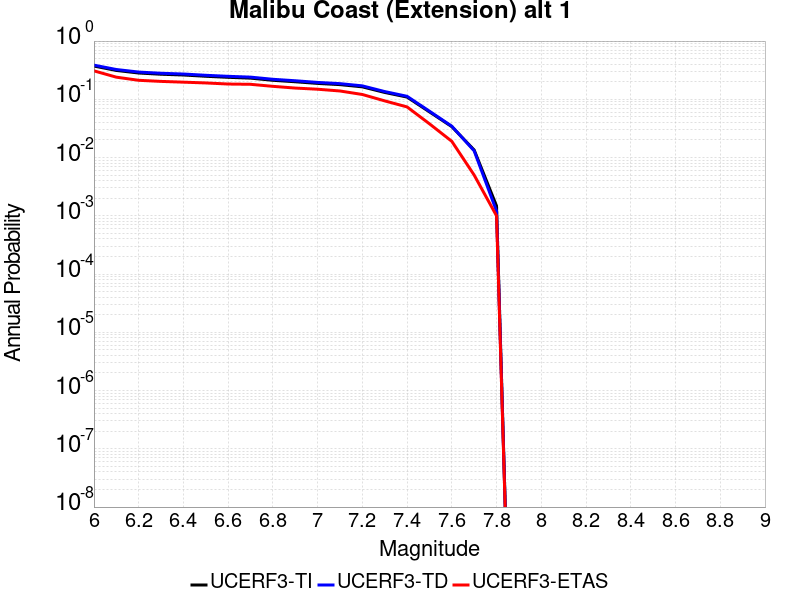 Malibu Coast (Extension) alt 1
10^0
10^-1
10^-2
10^-3
10^-4
10^-5
10^-6
10^-7
10^-8
Annual Probability
6 6.2 6.4 6.6 6.8 7 7.2 7.4 7.6 7.8 8 8.2 8.4 8.6 8.8 9
Magnitude
UCERF3-TI UCERF3-TD UCERF3-ETAS